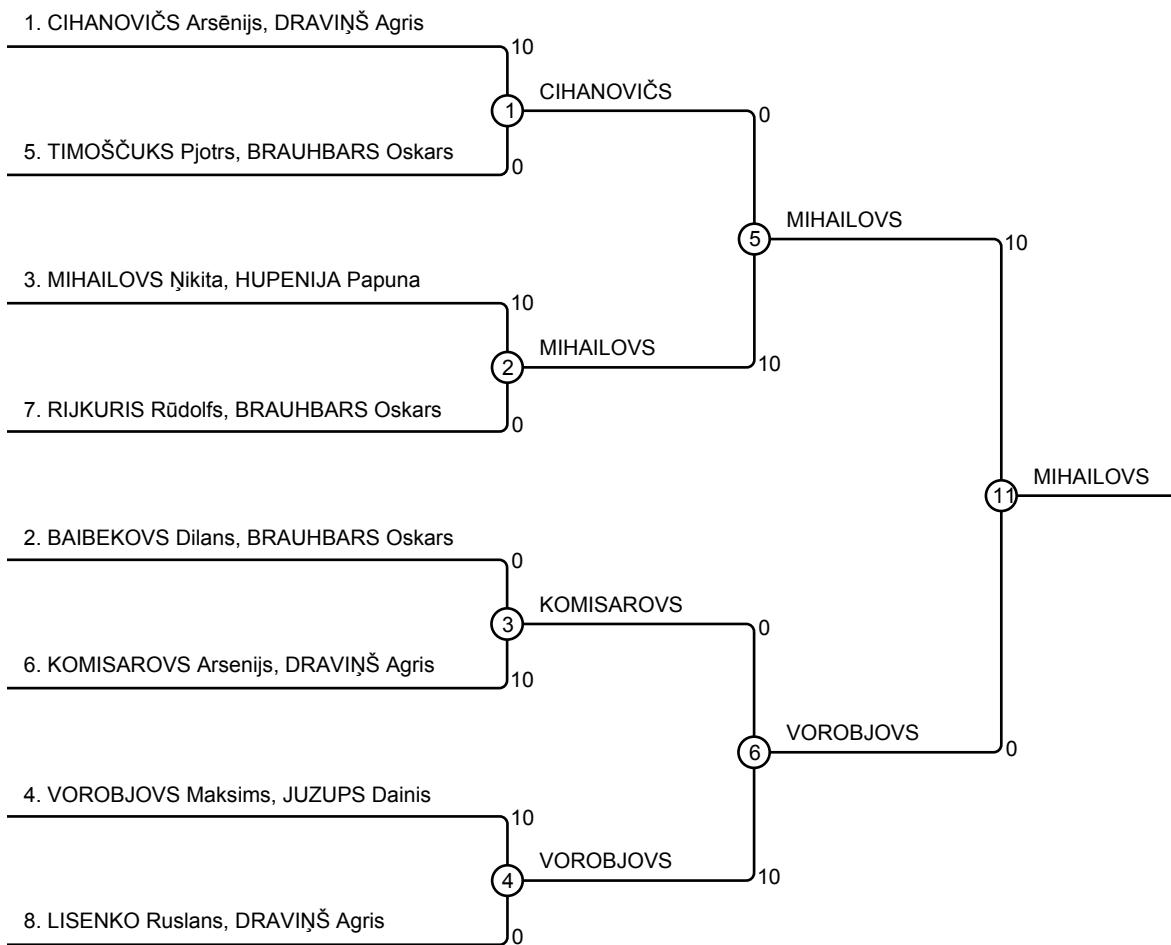 1. CIHANOVIČS Arsēnijs, DRAVIŅŠ Agris
10
1
CIHANOVIČS
0
5. TIMOŠČUKS Pjotrs, BRAUHBARS Oskars
0
5
MIHAILOVS
10
3. MIHAILOVS Ņikita, HUPENIJA Papuna
10
2
MIHAILOVS
10
7. RIJKURIS Rūdolfs, BRAUHBARS Oskars
0
11
MIHAILOVS
2. BAIBEKOVS Dilans, BRAUHBARS Oskars
0
3
KOMISAROVS
0
6. KOMISAROVS Arsenijs, DRAVIŅŠ Agris
10
6
VOROBJOVS
0
4. VOROBJOVS Maksims, JUZUPS Dainis
10
4
VOROBJOVS
10
8. LISENKO Ruslans, DRAVIŅŠ Agris
0